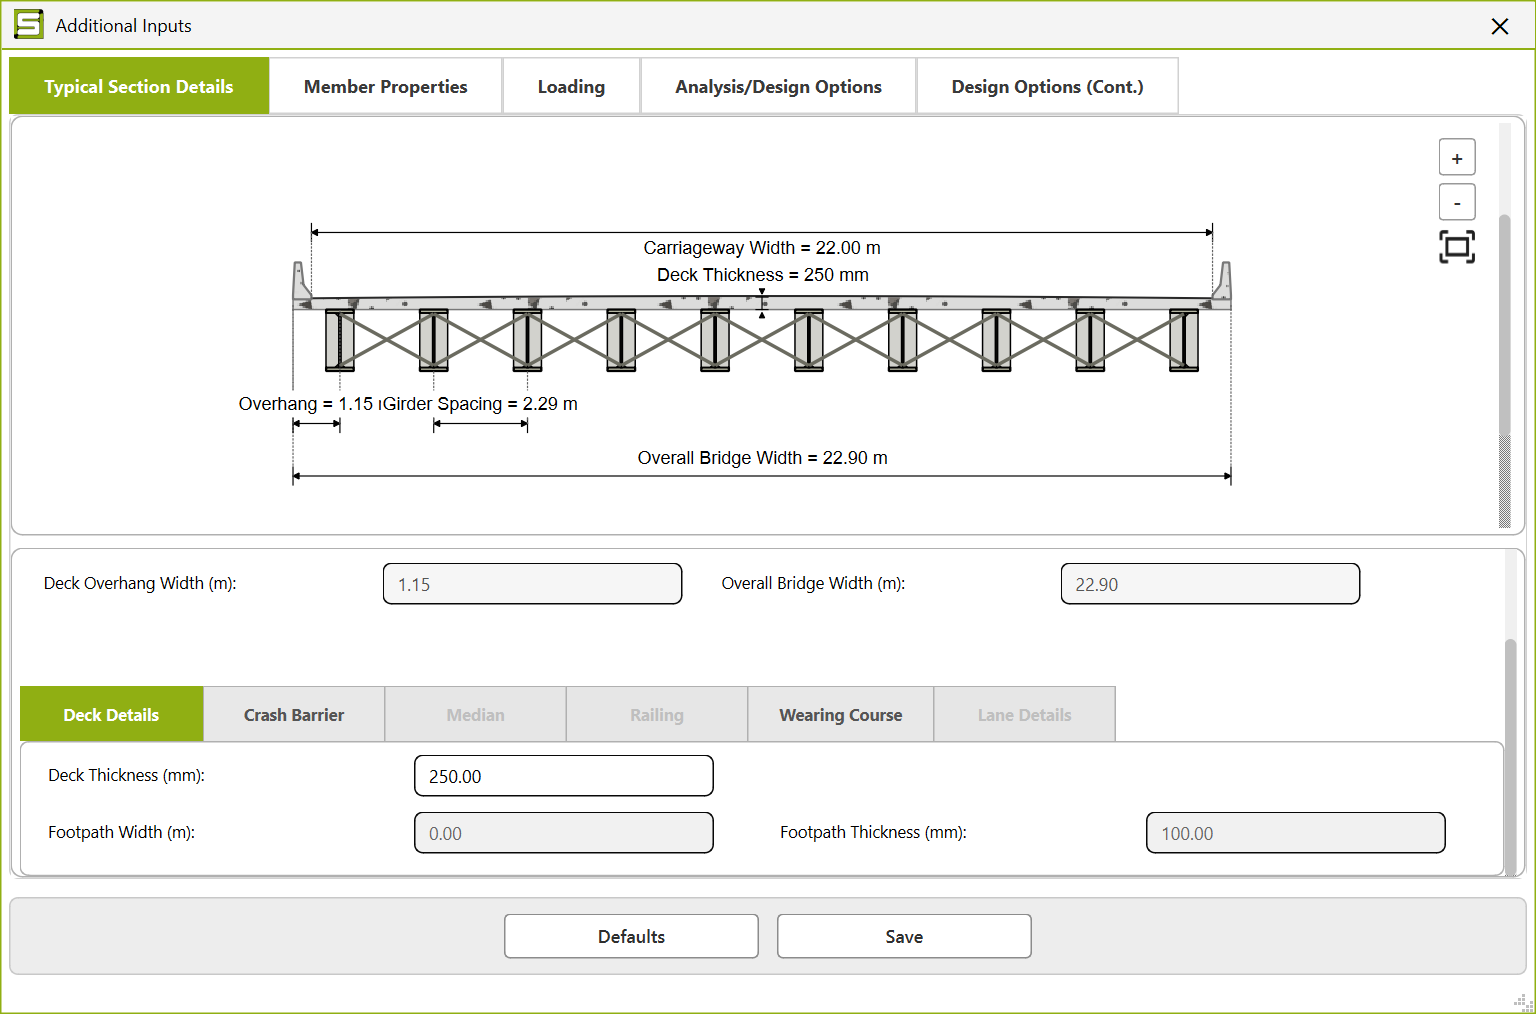 Additional Inputs
Typical Section Details
Member Properties
Loading
Analysis/Design Options
Design Options (Cont.)
+
-
Carriageway Width = 22.00 m
Deck Thickness = 250 mm
Overhang = 1.15
Girder Spacing = 2.29 m
Overall Bridge Width = 22.90 m
Deck Overhang Width (m): 1.15 Overall Bridge Width (m): 22.90
Deck Details
Crash Barrier
Median
Railing
Wearing Course
Lane Details
Deck Thickness (mm): 250.00
Footpath Width (m): 0.00 Footpath Thickness (mm): 100.00
Defaults
Save